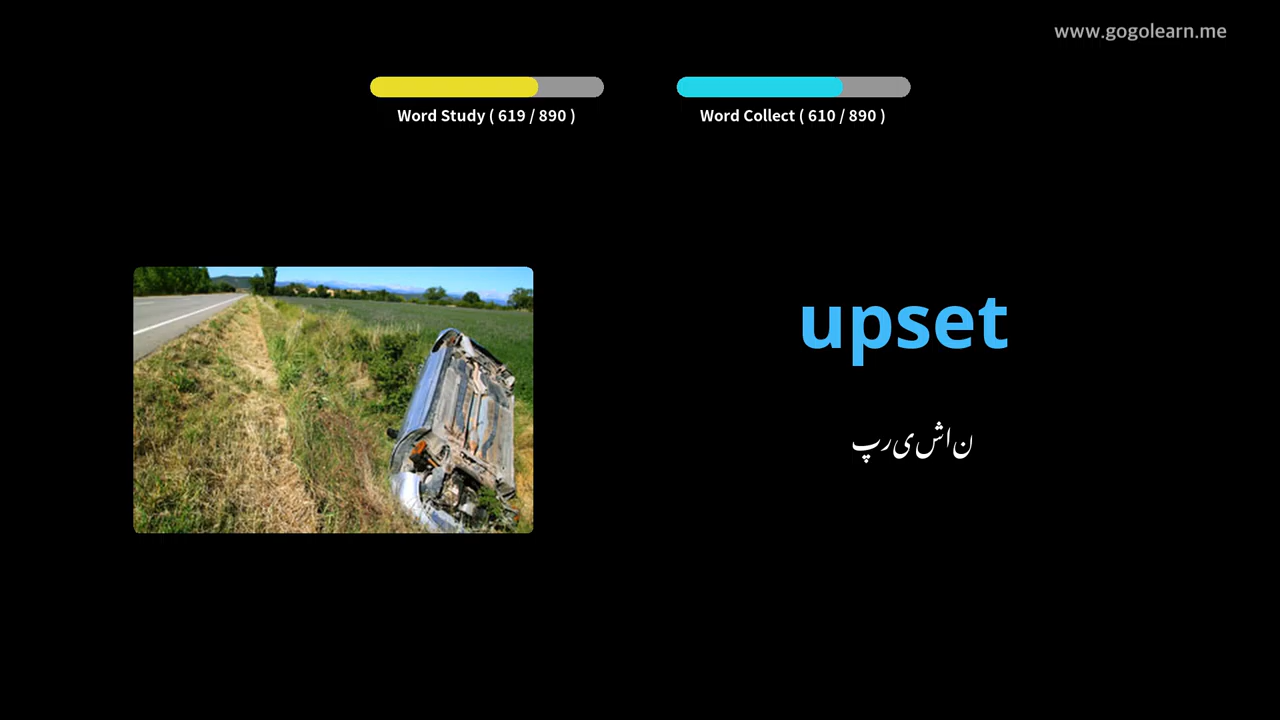 www.gogolearn.me
Word Study ( 619 / 890 )
Word Collect ( 610 / 890 )
upset
پریشان